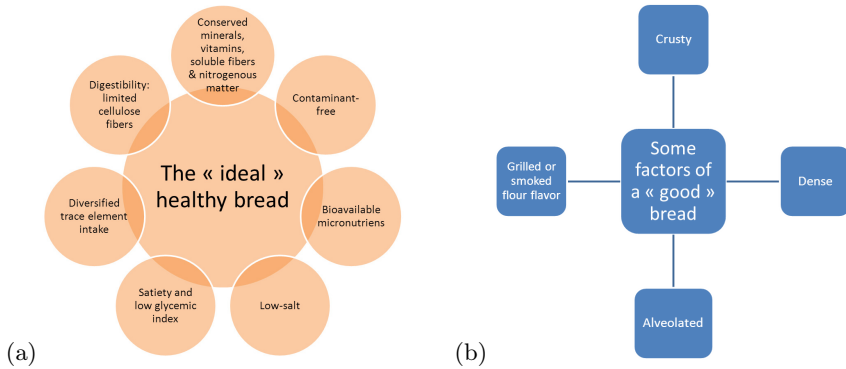 Conserved
minerals,
vitamins,
soluble fibers
& nitrogenous
matter
Contaminant-
free
Bioavailable
micronutriens
Low-salt
Satiety and
low glycemic
index
Diversified
trace element
intake
Digestibility:
limited
cellulose
fibers
The « ideal »
healthy bread
(a)
Crusty
Some
factors of
a « good »
bread
Dense
Alveolated
Grilled or
smoked
flour flavor
(b)